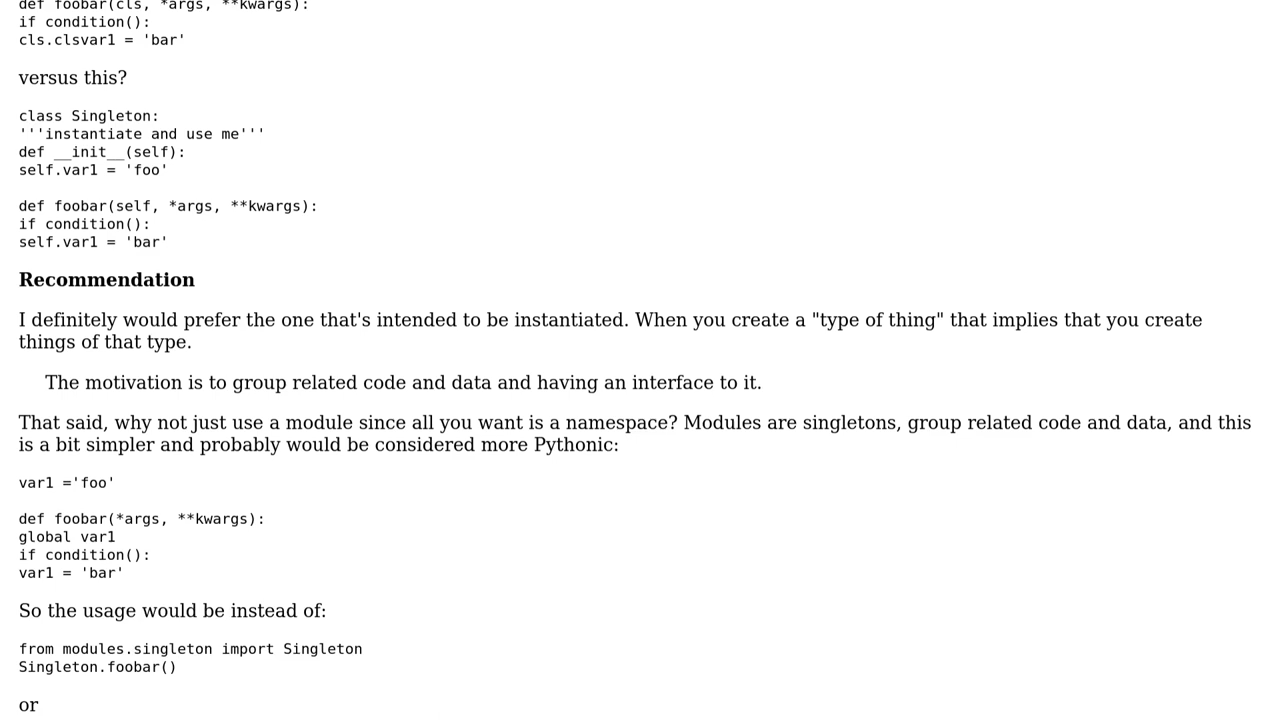 def foobar(cls, *args, **kwargs):
if condition():
cls.clsvar1 = 'bar'
versus this?
class Singleton:
'''instantiate and use me'''
def __init__(self):
self.var1 = 'foo'
def foobar(self, *args, **kwargs):
if condition():
self.var1 = 'bar'
Recommendation
I definitely would prefer the one that's intended to be instantiated. When you create a "type of thing" that implies that you create
things of that type.
The motivation is to group related code and data and having an interface to it.
That said, why not just use a module since all you want is a namespace? Modules are singletons, group related code and data, and this
is a bit simpler and probably would be considered more Pythonic:
var1 ='foo'
def foobar(*args, **kwargs):
global var1
if condition():
var1 = 'bar'
So the usage would be instead of:
from modules.singleton import Singleton
Singleton.foobar()
or